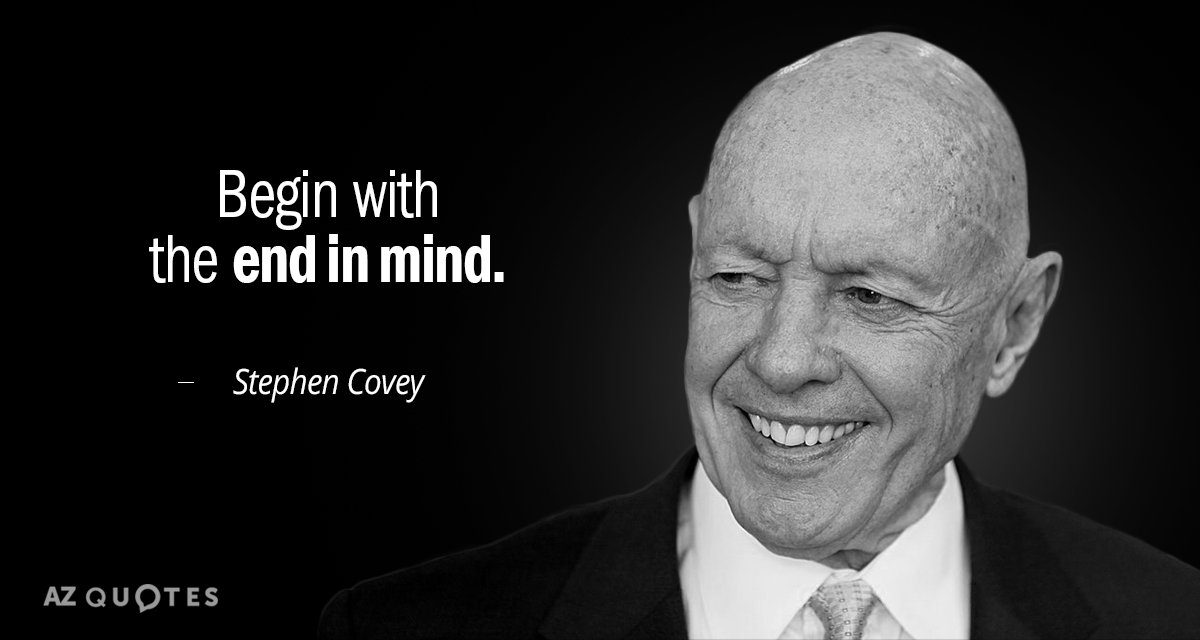 Begin with
the end in mind.
– Stephen Covey
AZ QUOTES